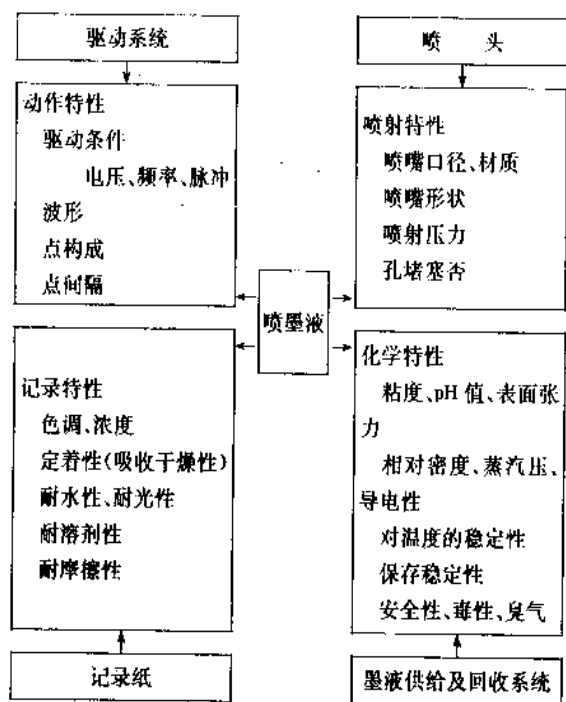 驱动系统
动作特性
驱动条件
电压、频率、脉冲
波形
点构成
点间隔
喷 头
喷射特性
喷嘴口径、材质
喷嘴形状
喷射压力
孔堵塞否
喷墨液
记录特性
色调、浓度
定着性(吸收干燥性)
耐水性、耐光性
耐溶剂性
耐摩擦性
记录纸
化学特性
粘度、pH 值、表面张
力
相对密度、蒸汽压、
导电性
对温度的稳定性
保存稳定性
安全性、毒性、臭气
墨液供给及回收系统